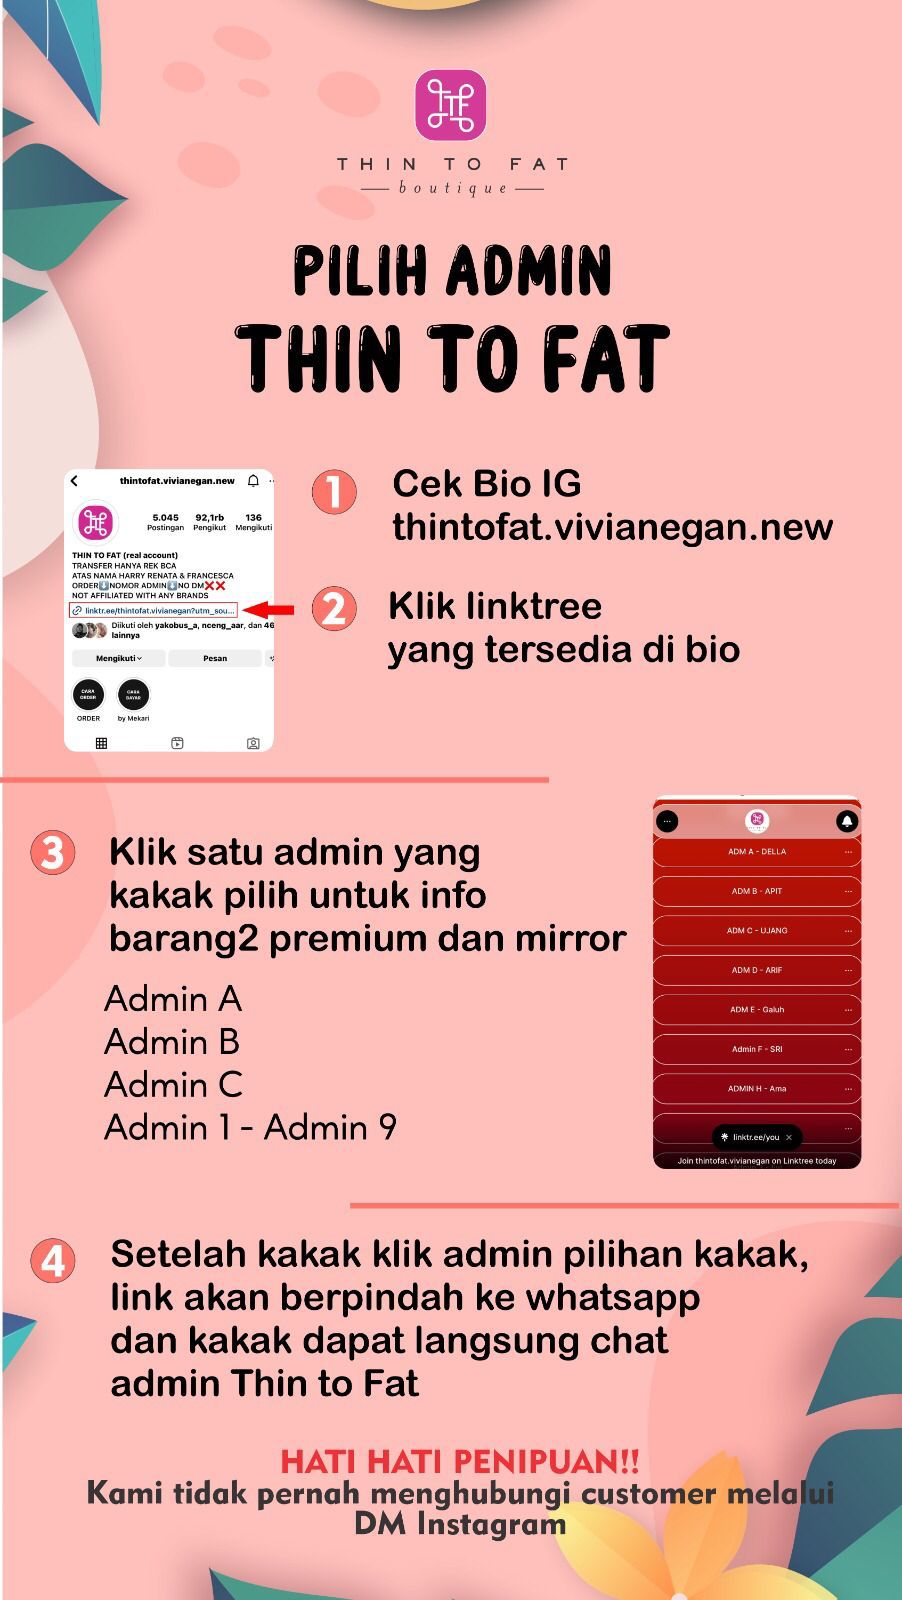 THIN TO FAT
boutique
PILIH ADMIN
THIN TO FAT
thintofat.vivianegan.new
5.045 92,1rb 136
Postingan Pengikut Mengikuti
THIN TO FAT (real account)
TRANSFER HANYA REK BCA
ATAS NAMA HARRY RENATA & FRANCESCA
ORDER⬇️NOMOR ADMIN⬇️NO DM❌❌
NOT AFFILIATED WITH ANY BRANDS
linktr.ee/thintofat.vivianegan?utm_sou...
Diikuti oleh yakobus_a, nceng_aar, dan 46
lainnya
Mengikuti Pesan
CARA ORDER
CARA BAYAR
ORDER by Mekari
1 Cek Bio IG
thintofat.vivianegan.new
2 Klik linktree
yang tersedia di bio
3 Klik satu admin yang
kakak pilih untuk info
barang2 premium dan mirror
Admin A
Admin B
Admin C
Admin 1 - Admin 9
ADM A - DELLA
ADM B - APIT
ADM C - UJANG
ADM D - ARIF
ADM E - Galuh
Admin F - SRI
ADMIN H - Ama
linktr.ee/you
Join thintofat.vivianegan on Linktree today
4 Setelah kakak klik admin pilihan kakak,
link akan berpindah ke whatsapp
dan kakak dapat langsung chat
admin Thin to Fat
HATI HATI PENIPUAN!!
Kami tidak pernah menghubungi customer melalui
DM Instagram